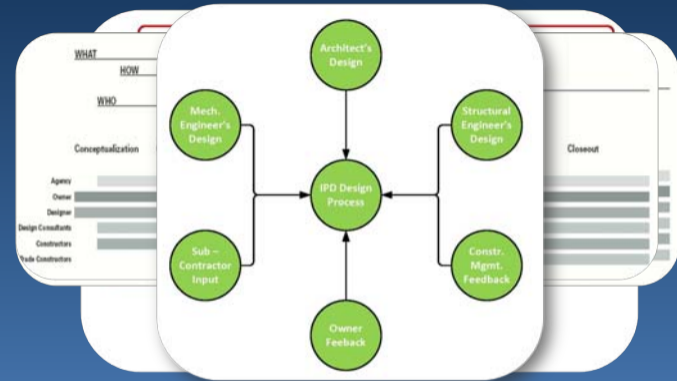 WHAT
HOW
WHO
Conceptualization
Agency
Owner
Designer
Design Consultants
Constructors
Trade Constructors
Architect's
Design
Mech.
Engineer's
Design
Structural
Engineer's
Design
IPD Design
Process
Sub –
Contractor
Input
Constr.
Mgmt.
Feedback
Owner
Feeback
Closeout